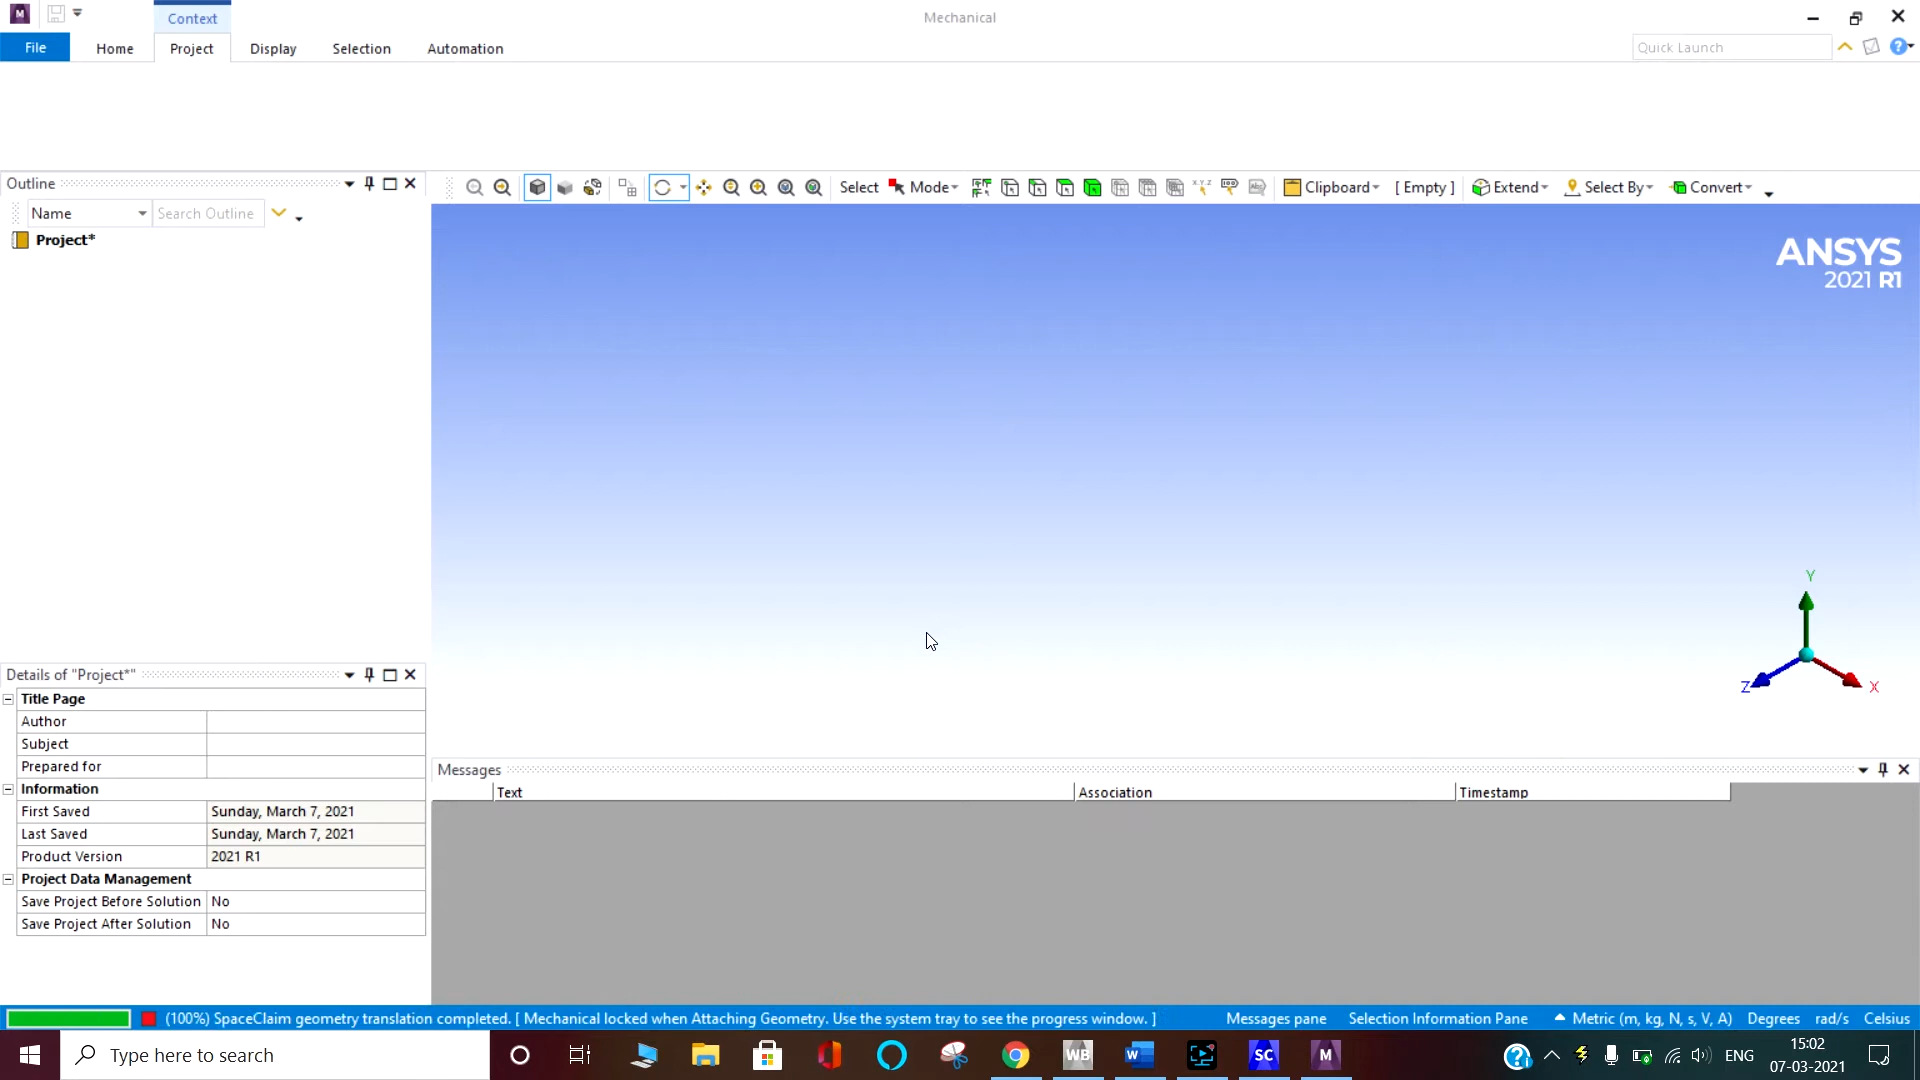 M
Context
Mechanical
File
Home
Project
Display
Selection
Automation
Quick Launch
Outline
Select
Mode
Clipboard
[ Empty ]
Extend
Select By
Convert
Name
Search Outline
Project*
ANSYS
2021 R1
Y
Z
X
Details of "Project*"
Title Page
Author
Subject
Prepared for
Information
First Saved Sunday, March 7, 2021
Last Saved Sunday, March 7, 2021
Product Version 2021 R1
Project Data Management
Save Project Before Solution No
Save Project After Solution No
Messages
Text Association Timestamp
(100%) SpaceClaim geometry translation completed. [ Mechanical locked when Attaching Geometry. Use the system tray to see the progress window. ]
Messages pane
Selection Information Pane
Metric (m, kg, N, s, V, A)
Degrees
rad/s
Celsius
Type here to search
WB
W
SC
M
ENG
15:02
07-03-2021